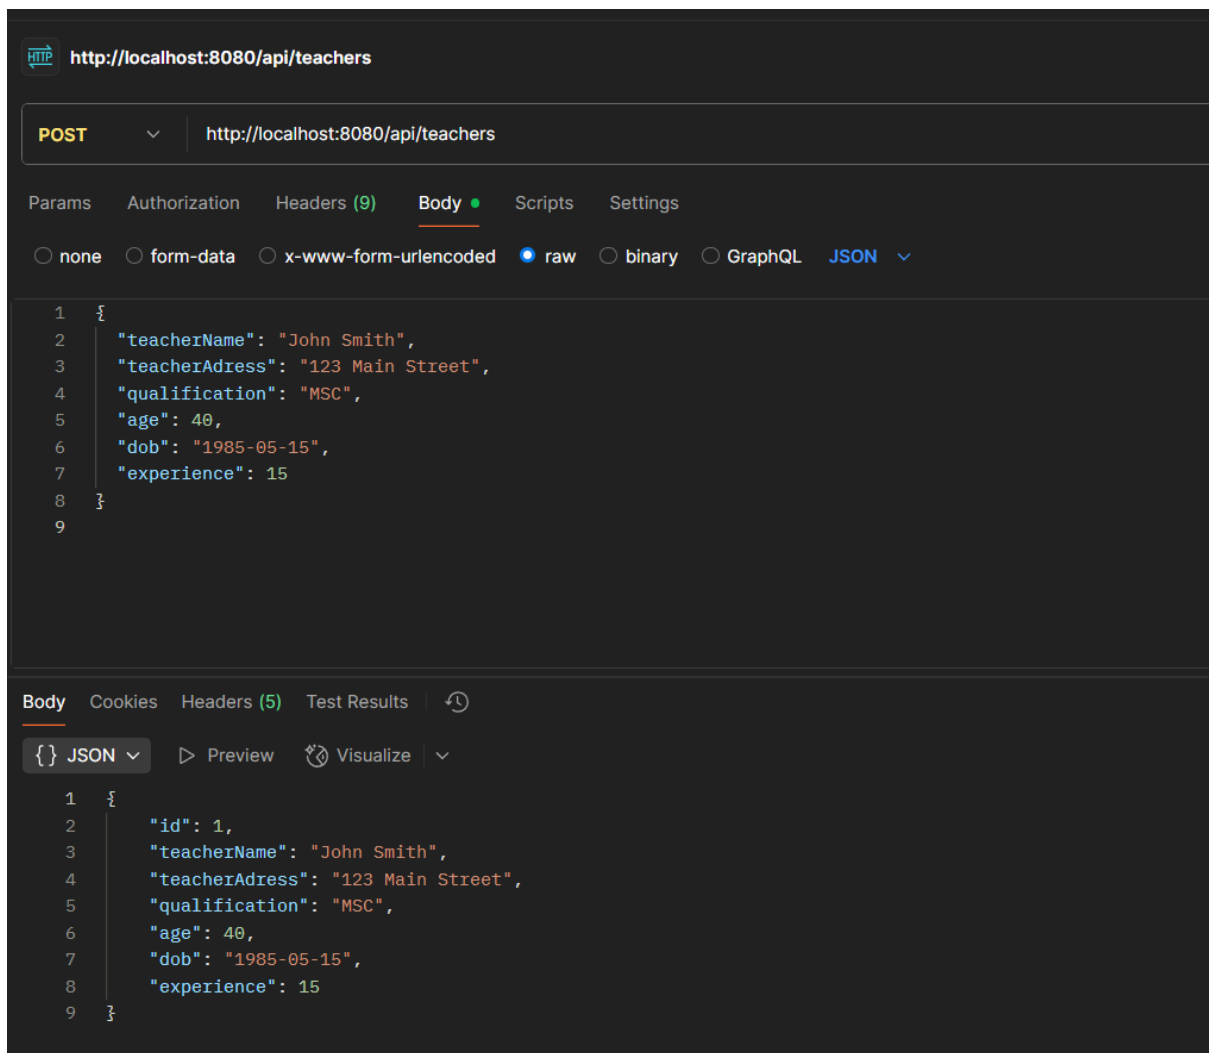 HTTP http://localhost:8080/api/teachers
POST http://localhost:8080/api/teachers
Params Authorization Headers (9) Body Scripts Settings
none form-data x-www-form-urlencoded raw binary GraphQL JSON
1 {
2 "teacherName": "John Smith",
3 "teacherAdress": "123 Main Street",
4 "qualification": "MSC",
5 "age": 40,
6 "dob": "1985-05-15",
7 "experience": 15
8 }
9
Body Cookies Headers (5) Test Results
{} JSON Preview Visualize
1 {
2 "id": 1,
3 "teacherName": "John Smith",
4 "teacherAdress": "123 Main Street",
5 "qualification": "MSC",
6 "age": 40,
7 "dob": "1985-05-15",
8 "experience": 15
9 }